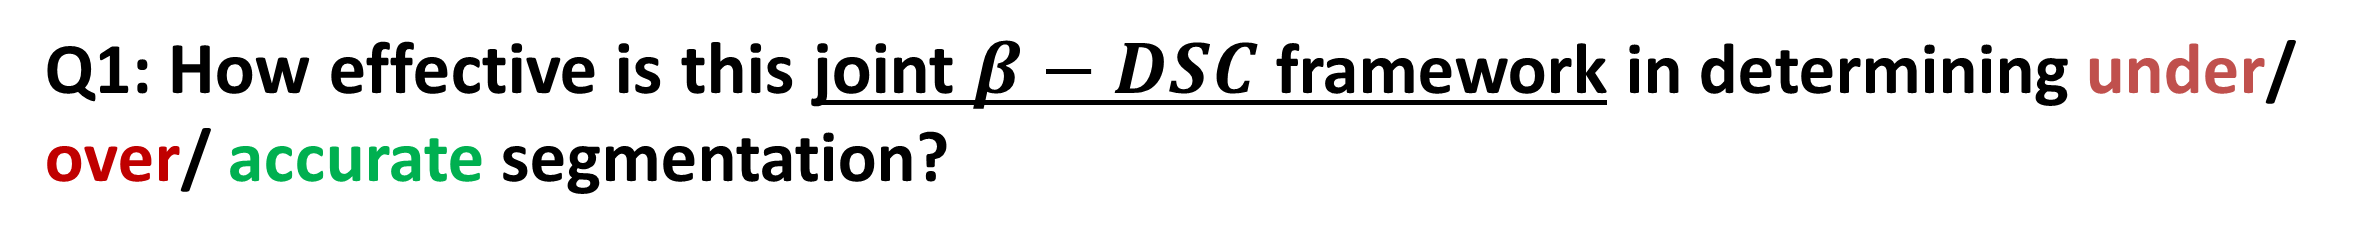 Q1: How effective is this joint β − DSC framework in determining under/
over/ accurate segmentation?